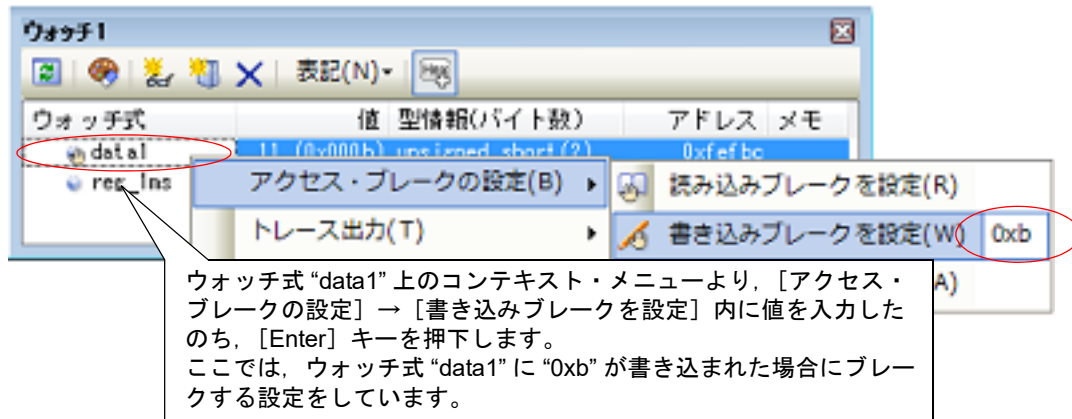 ウォッチ1
表記(N)▾ Hex
ウォッチ式 値 型情報(バイト数) アドレス メモ
data1 11 (0x000b) unsigned short(2) 0xfefbc
アクセス・ブレークの設定(B) 読み込みブレークを設定(R)
トレース出力(T) 書き込みブレークを設定(W) 0xb
A)
ウォッチ式 “data1” 上のコンテキスト・メニューより，［アクセス・
ブレークの設定］→［書き込みブレークを設定］内に値を入力した
のち，［Enter］キーを押下します。
ここでは，ウォッチ式 “data1” に “0xb” が書き込まれた場合にブレー
クする設定をしています。